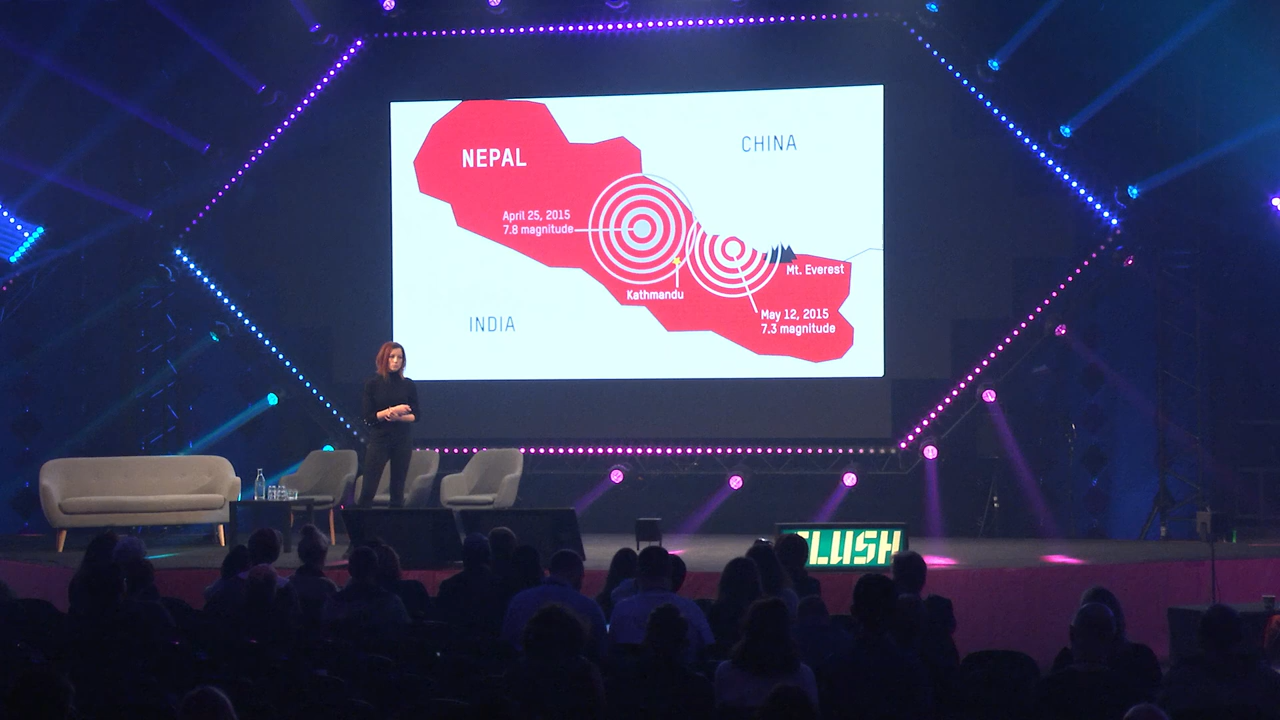 NEPAL
CHINA
April 25, 2015
7.8 magnitude
Mt. Everest
Kathmandu
May 12, 2015
7.3 magnitude
INDIA
SLUSH